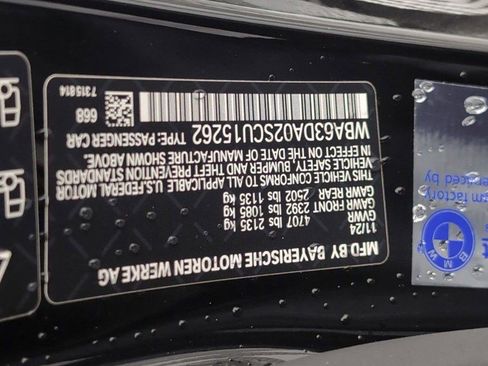 MFD BY BAYERISCHE MOTOREN WERKE AG
11/24
GVWR
4707 lbs 2135 kg
GAWR FRONT 2392 lbs 1085 kg
GAWR REAR 2502 lbs 1135 kg
THIS VEHICLE CONFORMS TO ALL APPLICABLE U.S. FEDERAL MOTOR
VEHICLE SAFETY, BUMPER AND THEFT PREVENTION STANDARDS
IN EFFECT ON THE DATE OF MANUFACTURE SHOWN ABOVE.
WBA63DA02SCU15262 TYPE: PASSENGER CAR
668
7315814
factory
BMW